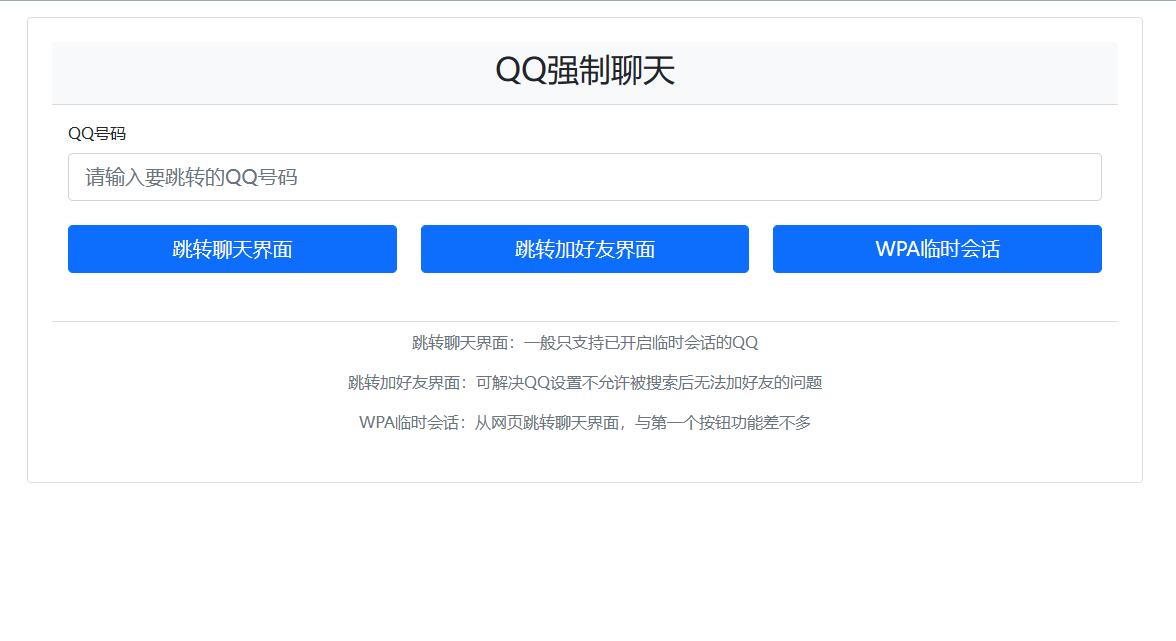 QQ强制聊天
QQ号码
请输入要跳转的QQ号码
跳转聊天界面
跳转加好友界面
WPA临时会话
跳转聊天界面：一般只支持已开启临时会话的QQ
跳转加好友界面：可解决QQ设置不允许被搜索后无法加好友的问题
WPA临时会话：从网页跳转聊天界面，与第一个按钮功能差不多